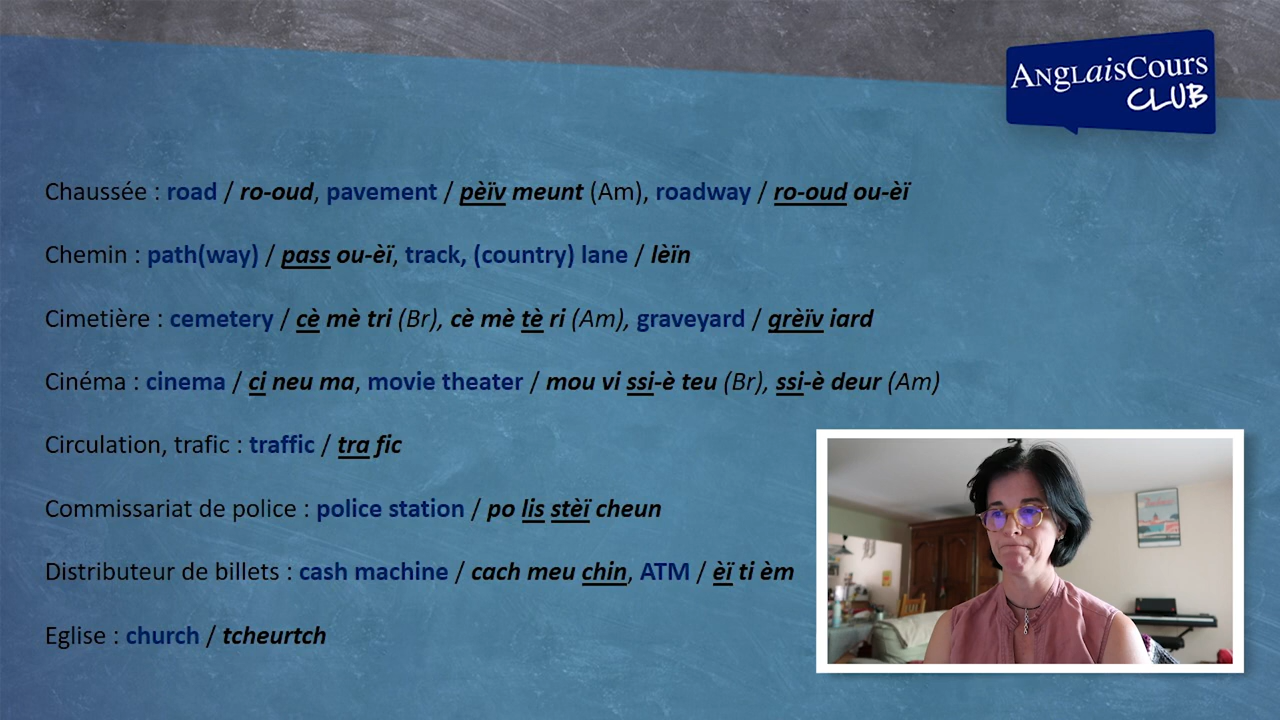 ANGLaisCours
CLUB
Chaussée : road / ro-oud, pavement / pèïv meunt (Am), roadway / ro-oud ou-èï
Chemin : path(way) / pass ou-èï, track, (country) lane / lèïn
Cimetière : cemetery / cè mè tri (Br), cè mè tè ri (Am), graveyard / grèïv iard
Cinéma : cinema / ci neu ma, movie theater / mou vi ssi-è teu (Br), ssi-è deur (Am)
Circulation, trafic : traffic / tra fic
Commissariat de police : police station / po lis stèï cheun
Distributeur de billets : cash machine / cach meu chin, ATM / èï ti èm
Eglise : church / tcheurtch